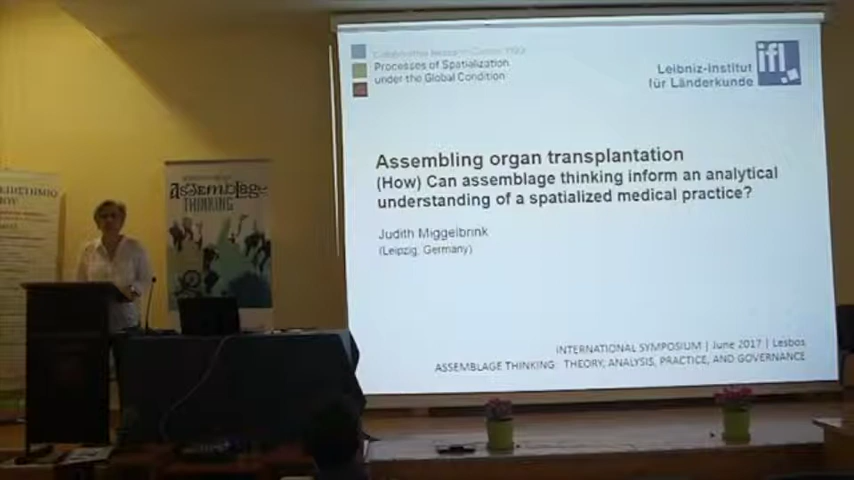 Collaborative Research Centre 1199
Processes of Spatialization
under the Global Condition
Leibniz-Institut
für Länderkunde
ifl
Assembling organ transplantation
(How) Can assemblage thinking inform an analytical
understanding of a spatialized medical practice?
Judith Miggelbrink
(Leipzig, Germany)
INTERNATIONAL SYMPOSIUM | June 2017 | Lesbos
ASSEMBLAGE THINKING THEORY, ANALYSIS, PRACTICE, AND GOVERNANCE
Assemblage
THINKING